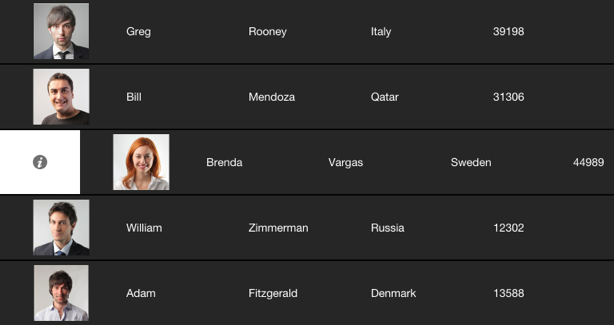 Greg Rooney Italy 39198
Bill Mendoza Qatar 31306
Brenda Vargas Sweden 44989
William Zimmerman Russia 12302
Adam Fitzgerald Denmark 13588